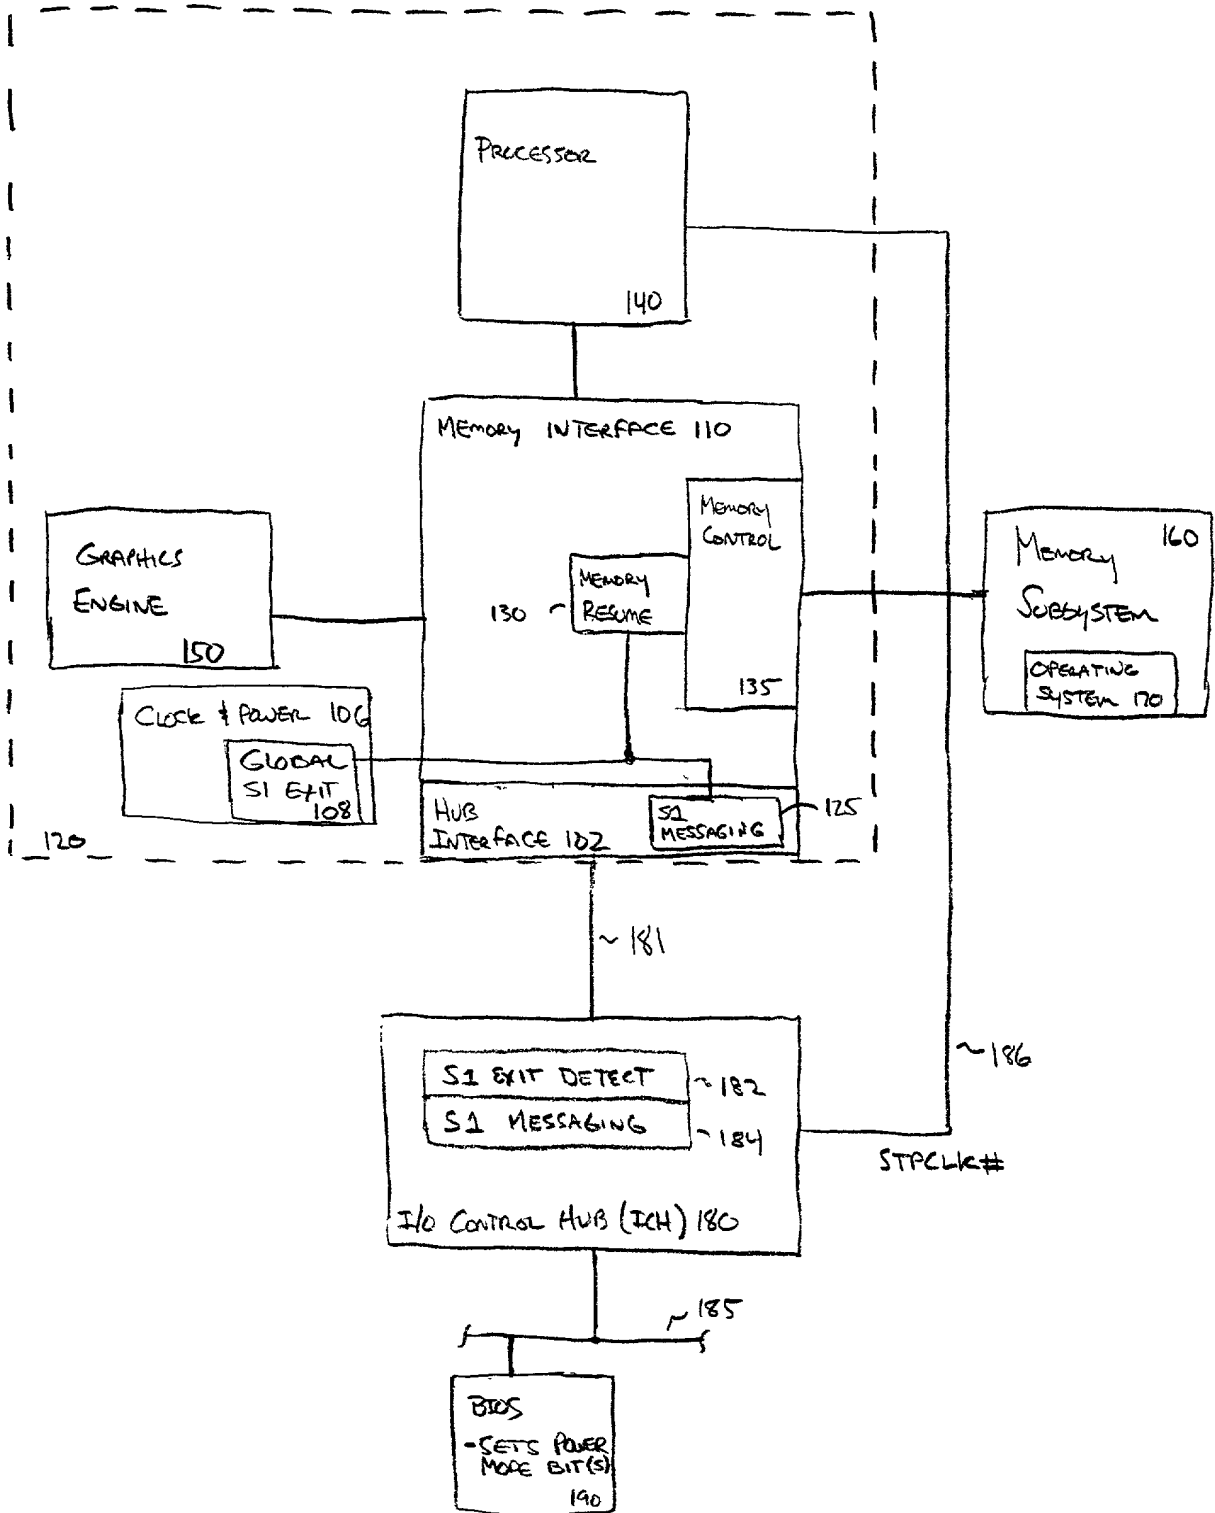 PROCESSOR
140
MEMORY INTERFACE 110
MEMORY
CONTROL
135
MEMORY
RESUME
130
GRAPHICS
ENGINE
150
MEMORY
SUBSYSTEM
160
OPERATING
SYSTEM 170
CLOCK & POWER 106
GLOBAL
S1 EXIT
108
HUB
INTERFACE 102
S1
MESSAGING
125
120
181
S1 EXIT DETECT
182
S1 MESSAGING
184
186
STPCLK#
I/O CONTROL HUB (ICH) 180
185
BIOS
- SETS POWER
MODE BIT(S)
190